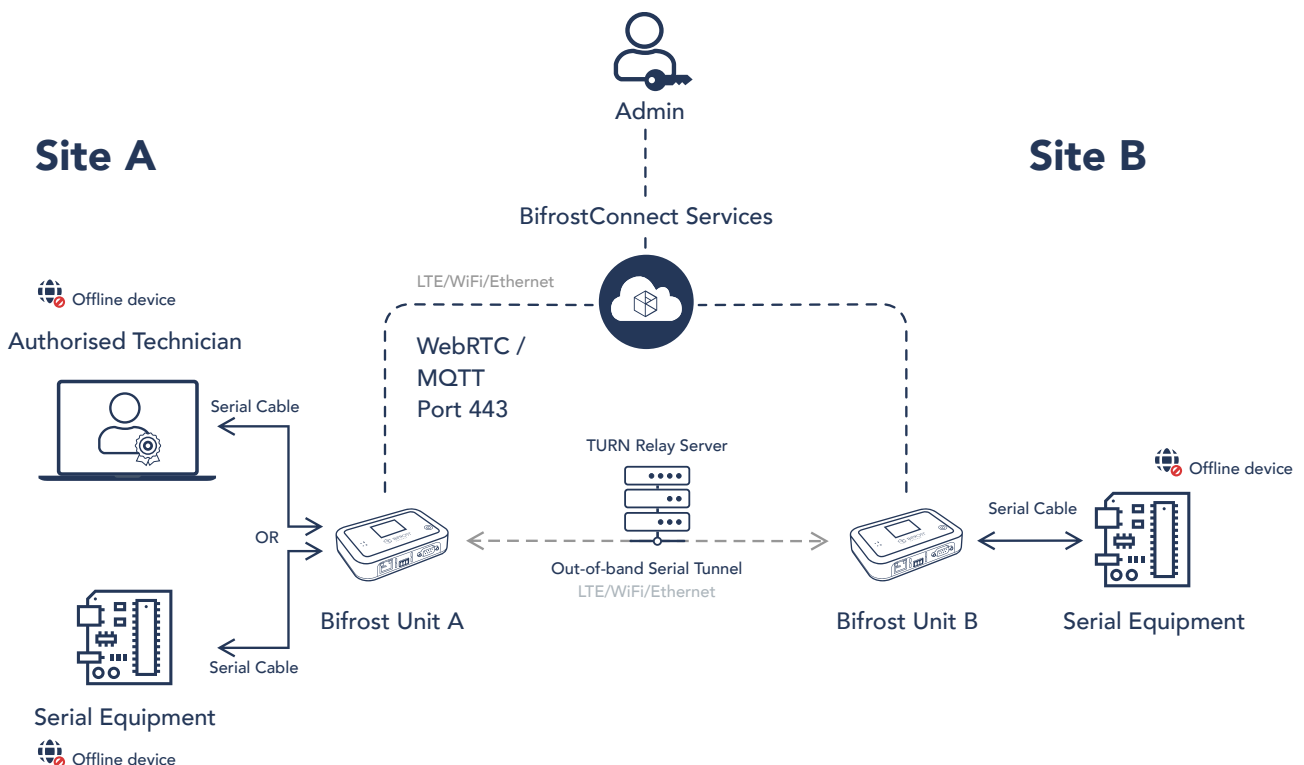 Admin
Site A
Site B
BifrostConnect Services
LTE/WiFi/Ethernet
Offline device
Authorised Technician
WebRTC /
MQTT
Port 443
Serial Cable
TURN Relay Server
Offline device
Serial Cable
OR
BIFROST
BIFROST
Out-of-band Serial Tunnel
LTE/WiFi/Ethernet
Bifrost Unit A
Bifrost Unit B
Serial Equipment
Serial Cable
Serial Equipment
Offline device